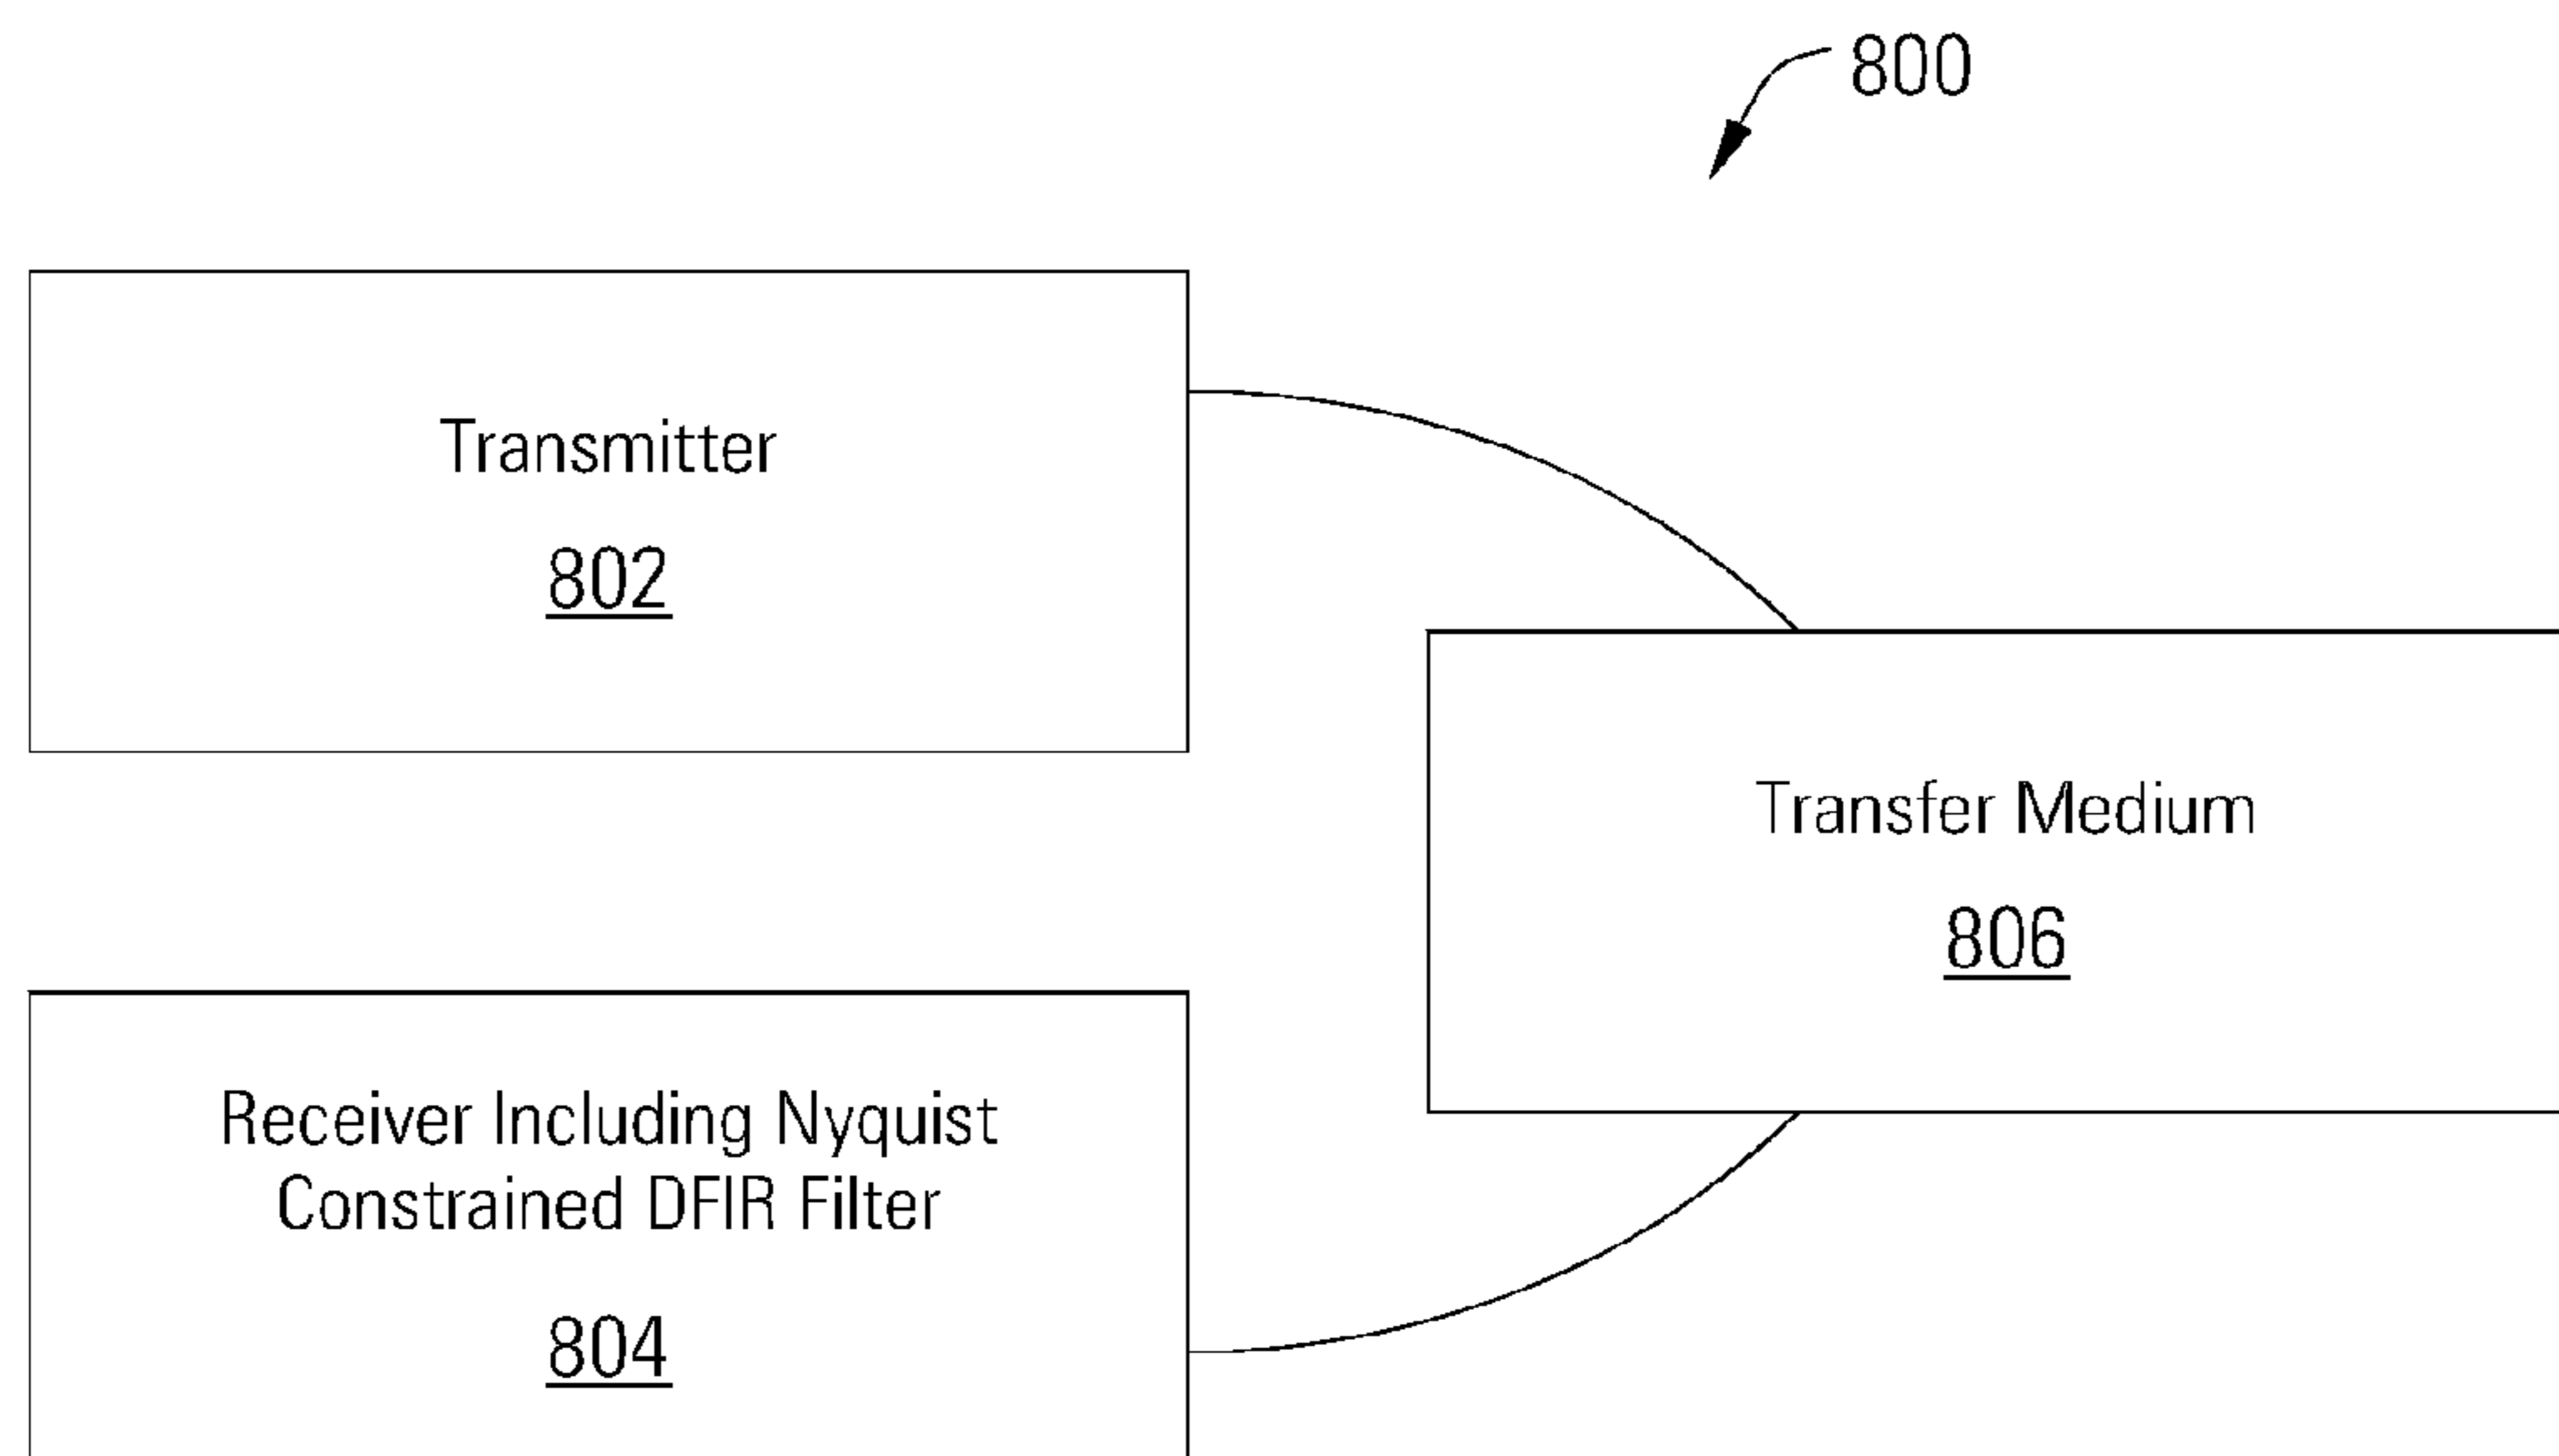 800
Transmitter
802
Transfer Medium
806
Receiver Including Nyquist
Constrained DFIR Filter
804